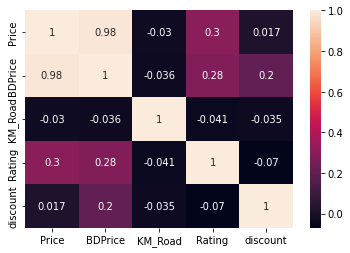 Price 1 0.98 -0.03 0.3 0.017
BDPrice 0.98 1 -0.036 0.28 0.2
KM_Road -0.03 -0.036 1 -0.041 -0.035
Rating 0.3 0.28 -0.041 1 -0.07
discount 0.017 0.2 -0.035 -0.07 1
Price BDPrice KM_Road Rating discount
1.0
0.8
0.6
0.4
0.2
0.0